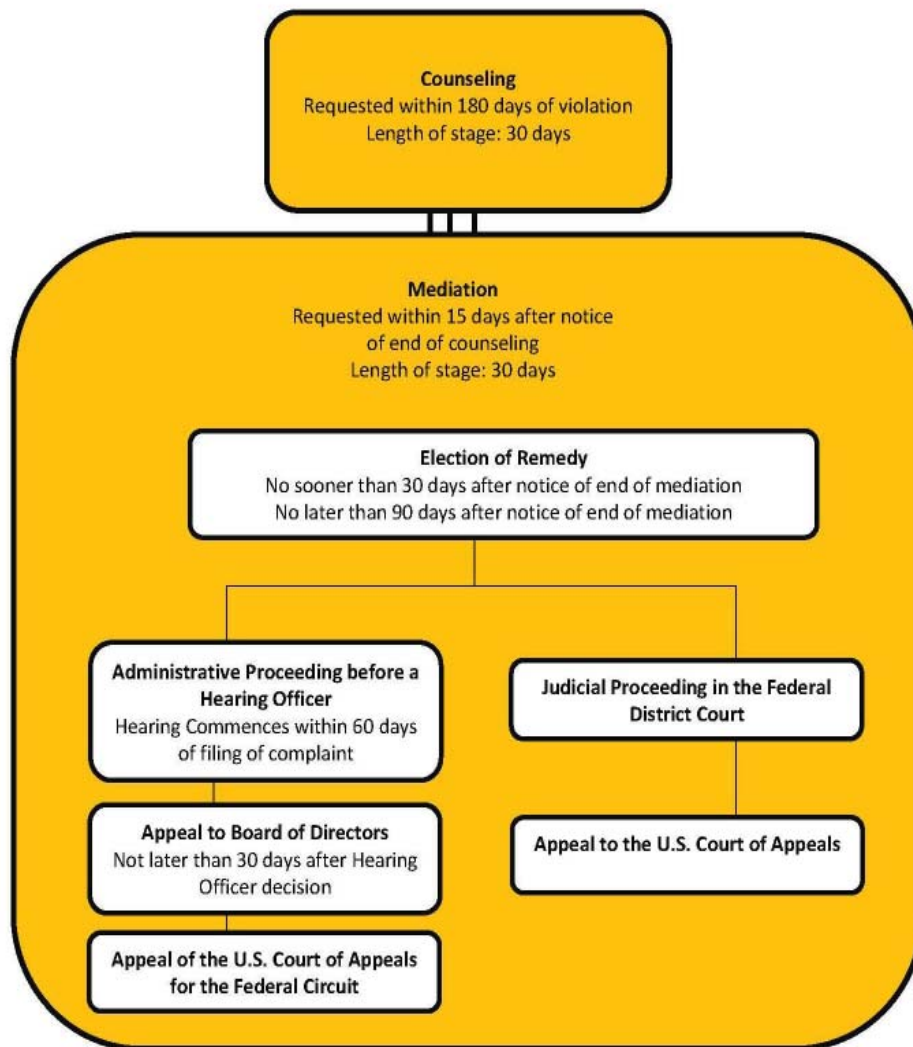 Counseling
Requested within 180 days of violation
Length of stage: 30 days
Mediation
Requested within 15 days after notice
of end of counseling
Length of stage: 30 days
Election of Remedy
No sooner than 30 days after notice of end of mediation
No later than 90 days after notice of end of mediation
Administrative Proceeding before a
Hearing Officer
Hearing Commences within 60 days
of filing of complaint
Appeal to Board of Directors
Not later than 30 days after Hearing
Officer decision
Appeal of the U.S. Court of Appeals
for the Federal Circuit
Judicial Proceeding in the Federal
District Court
Appeal to the U.S. Court of Appeals